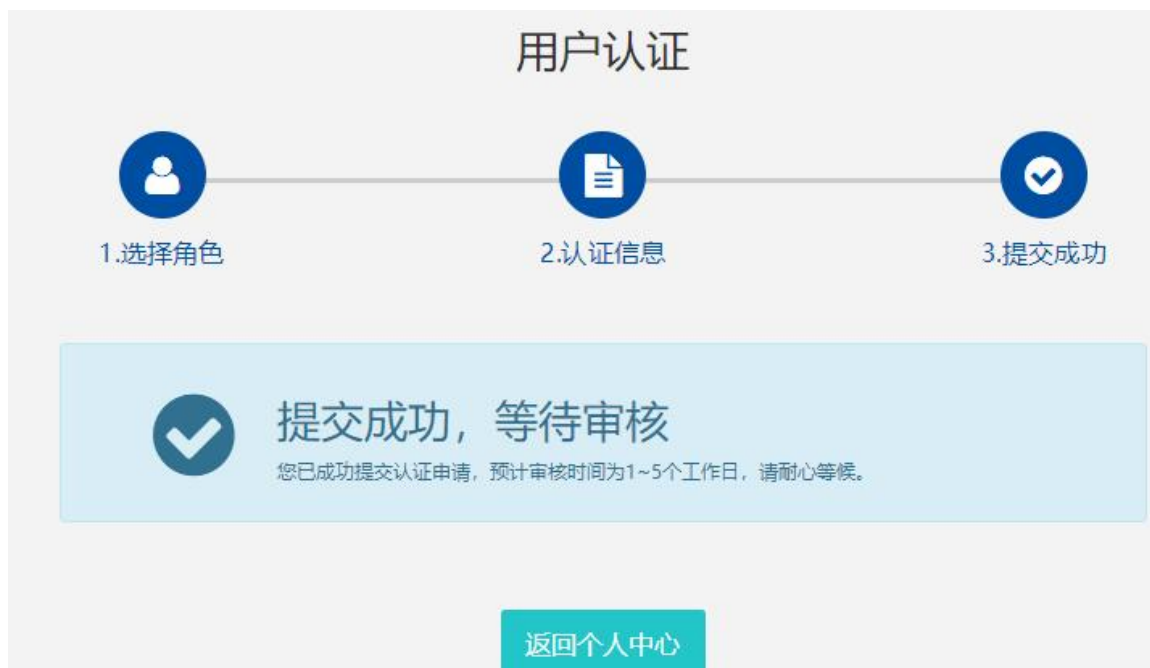 用户认证
1.选择角色
2.认证信息
3.提交成功
提交成功，等待审核
您已成功提交认证申请，预计审核时间为1~5个工作日，请耐心等候。
返回个人中心